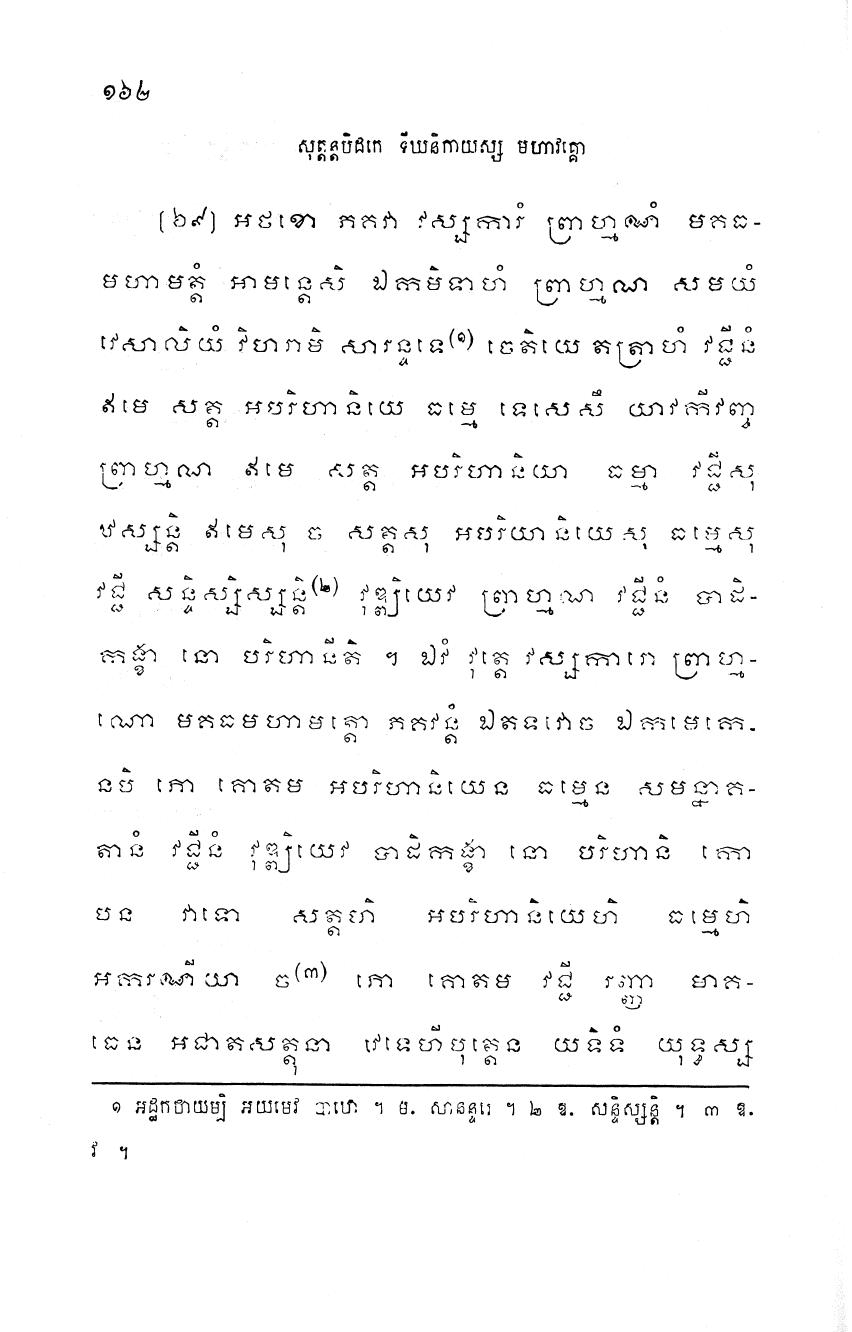 ១៦២
សុត្តន្តបិដកេ ទីឃនិកាយស្ស មហាវគ្គោ
[៦៩] អថខោ ភគវា វស្សការំ ព្រាហ្មណំ មគធ-
មហាមត្តំ អាមន្តេសិ ឯកមិទាហំ ព្រាហ្មណ សមយំ
វេសាលិយំ វិហរាមិ សារន្ទទេ(១) ចេតិយេ តត្រាហំ វជ្ជីនំ
ឥមេ សត្ត អបរិហានិយេ ធម្មេ ទេសេសឹ យាវកីវញ្ច
ព្រាហ្មណ ឥមេ សត្ត អបរិហានិយា ធម្មា វជ្ជីសុ
ឋស្សន្តិ ឥមេសុ ច សត្តសុ អបរិយានិយេសុ ធម្មេសុ
វជ្ជី សន្ទិស្សិស្សន្តិ(២) វុឌ្ឍិយេវ ព្រាហ្មណ វជ្ជីនំ បាដិ-
កង្ខា នោ បរិហានីតិ ។ ឯវំ វុត្តេ វស្សការោ ព្រាហ្ម-
ណោ មគធមហាមត្តោ ភគវន្តំ ឯតទវោច ឯកមេកេ-
នបិ ភោ គោតម អបរិហានិយេន ធម្មេន សមន្នាគ-
តានំ វជ្ជីនំ វុឌ្ឍិយេវ បាដិកង្ខា នោ បរិហានិ កោ
បន វាទោ សត្តហិ អបរិហានិយេហិ ធម្មេហិ
អករណីយា ច(៣) ភោ គោតម វជ្ជី រញ្ញា មាគ-
ធេន អជាតសត្តុនា វេទេហីបុត្តេន យទិទំ យុទ្ធស្ស
១ អដ្ឋកថាយម្បិ អយមេវ បាឋោ ។ ម. សានន្ទរេ ។ ២ ឱ. សន្ទិស្សន្តិ ។ ៣ ឱ.
វ ។